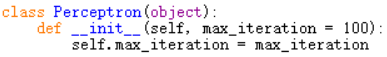 class Perceptron(object):
    def __init__(self, max_iteration = 100):
        self.max_iteration = max_iteration